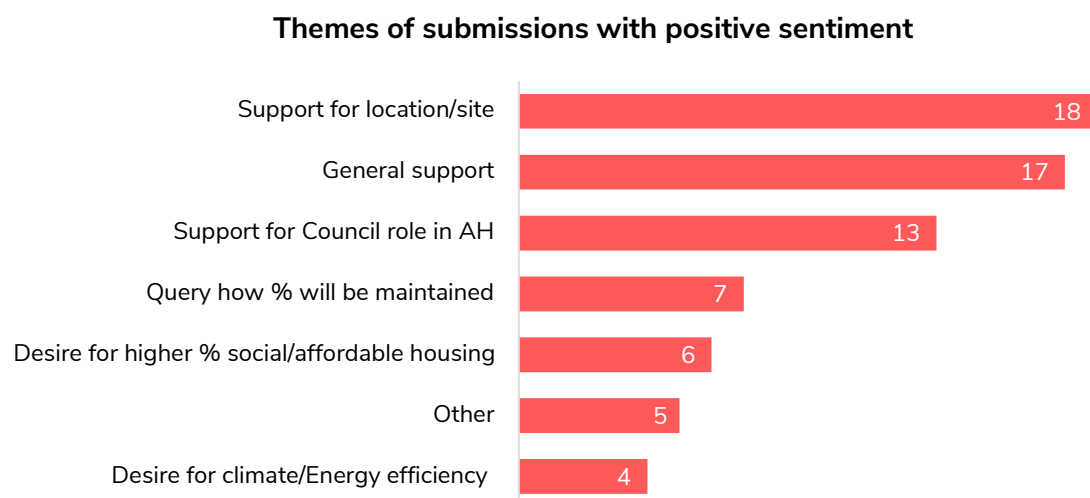 Themes of submissions with positive sentiment
Support for location/site 18
General support 17
Support for Council role in AH 13
Query how % will be maintained 7
Desire for higher % social/affordable housing 6
Other 5
Desire for climate/Energy efficiency 4